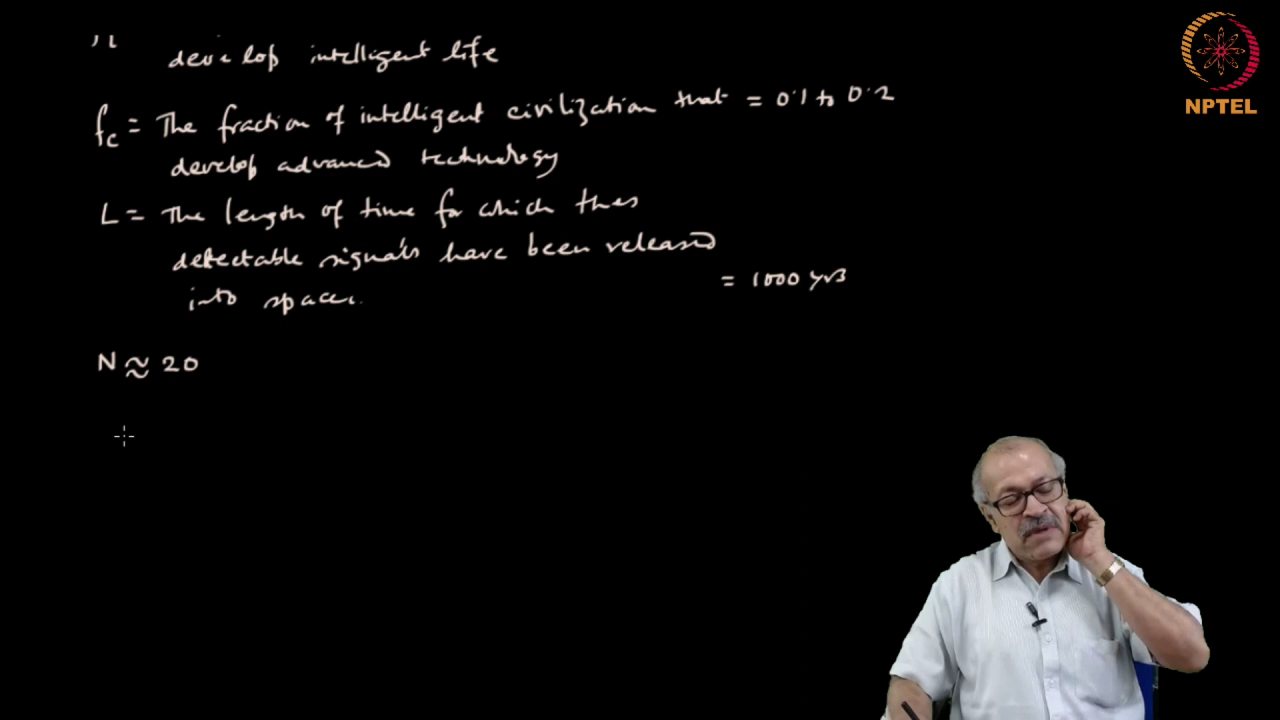 develop intelligent life
fc = The fraction of intelligent civilization that = 0.1 to 0.2
develop advanced technology
L = The length of time for which
detectable signals have been released
into space.
= 1000 yrs
N ≈ 20
NPTEL